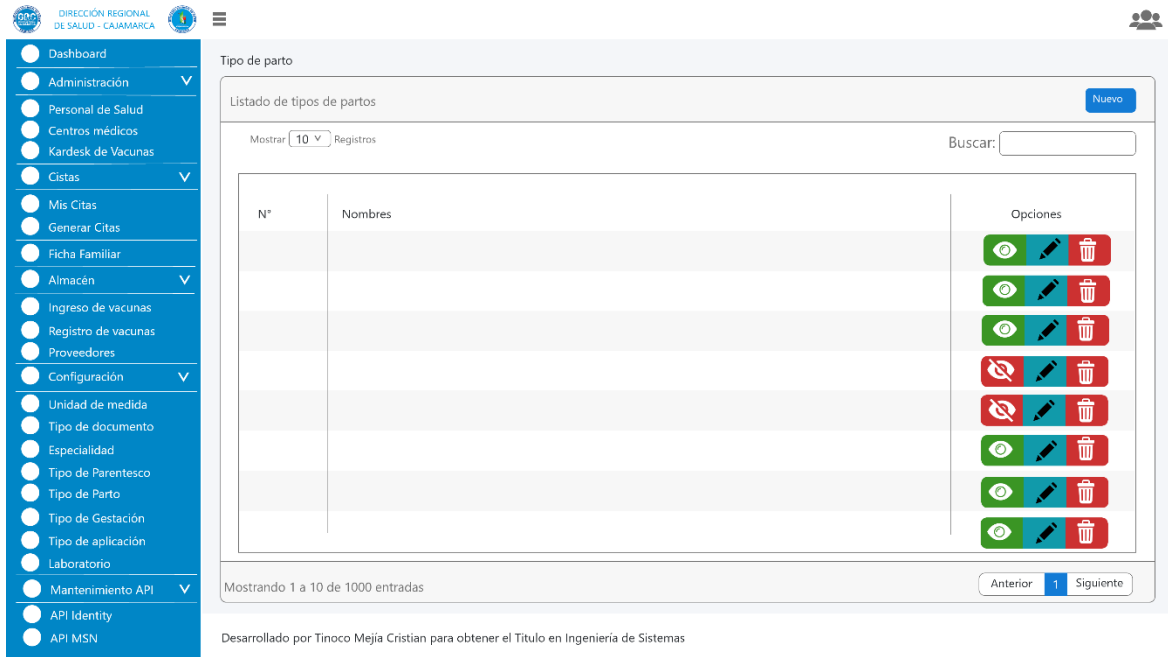 DIRECCIÓN REGIONAL
DE SALUD - CAJAMARCA
Dashboard
Administración
Personal de Salud
Centros médicos
Kardesk de Vacunas
Cistas
Mis Citas
Generar Citas
Ficha Familiar
Almacén
Ingreso de vacunas
Registro de vacunas
Proveedores
Configuración
Unidad de medida
Tipo de documento
Especialidad
Tipo de Parentesco
Tipo de Parto
Tipo de Gestación
Tipo de aplicación
Laboratorio
Mantenimiento API
API Identity
API MSN
Tipo de parto
Listado de tipos de partos
Nuevo
Mostrar 10 Registros
Buscar:
N° Nombres Opciones
Mostrando 1 a 10 de 1000 entradas
Anterior 1 Siguiente
Desarrollado por Tinoco Mejía Cristian para obtener el Titulo en Ingeniería de Sistemas